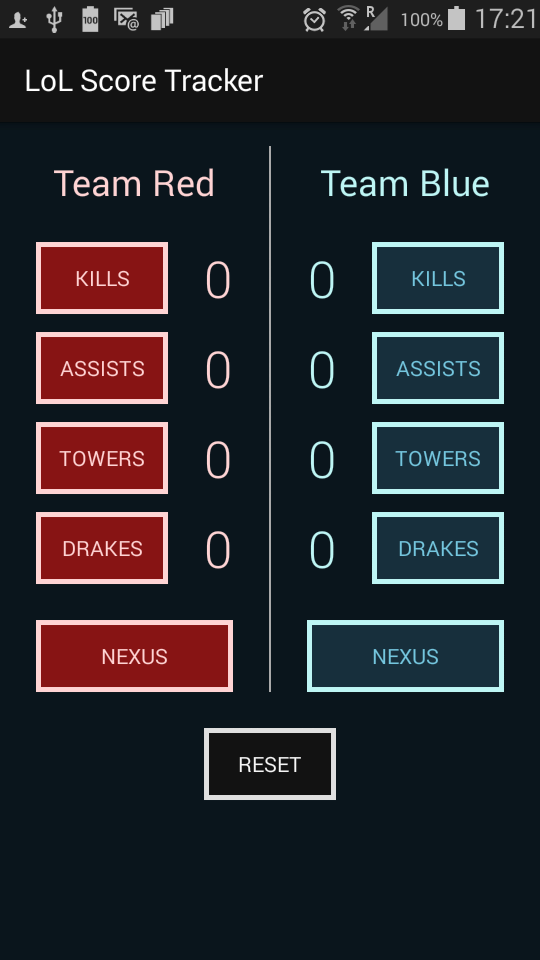 100 @ R 100% 17:21
LoL Score Tracker
Team Red Team Blue
KILLS 0 0 KILLS
ASSISTS 0 0 ASSISTS
TOWERS 0 0 TOWERS
DRAKES 0 0 DRAKES
NEXUS NEXUS
RESET